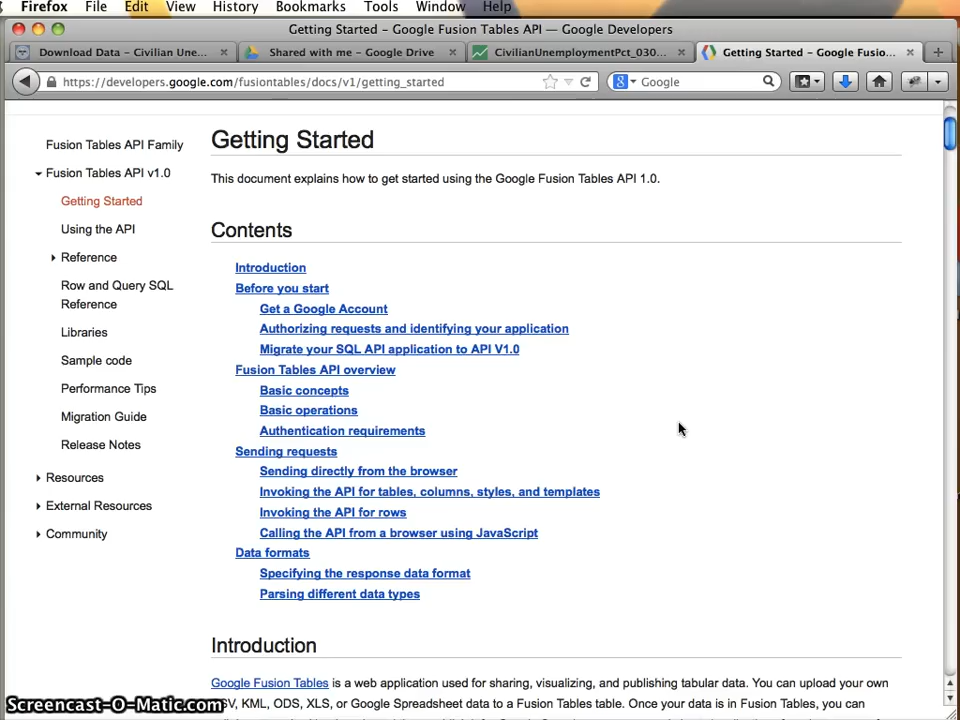 Firefox File Edit View History Bookmarks Tools Window Help
Getting Started – Google Fusion Tables API — Google Developers
Download Data – Civilian Une... Shared with me – Google Drive CivilianUnemploymentPct_030... Getting Started – Google Fusio...
https://developers.google.com/fusiontables/docs/v1/getting_started Google
Getting Started
This document explains how to get started using the Google Fusion Tables API 1.0.
Fusion Tables API Family
Fusion Tables API v1.0
Getting Started
Using the API
Reference
Row and Query SQL
Reference
Libraries
Sample code
Performance Tips
Migration Guide
Release Notes
Resources
External Resources
Community
Contents
Introduction
Before you start
Get a Google Account
Authorizing requests and identifying your application
Migrate your SQL API application to API V1.0
Fusion Tables API overview
Basic concepts
Basic operations
Authentication requirements
Sending requests
Sending directly from the browser
Invoking the API for tables, columns, styles, and templates
Invoking the API for rows
Calling the API from a browser using JavaScript
Data formats
Specifying the response data format
Parsing different data types
Introduction
Google Fusion Tables is a web application used for sharing, visualizing, and publishing tabular data. You can upload your own
SV, KML, ODS, XLS, or Google Spreadsheet data to a Fusion Tables table. Once your data is in Fusion Tables, you can
Screencast-O-Matic.com